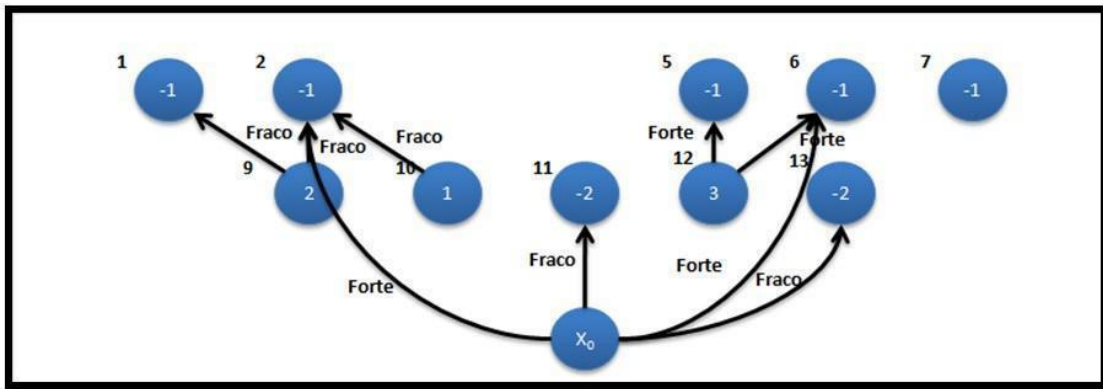 1 2 5 6 7
-1 -1 -1 -1 -1
Fraco Fraco Fraco Forte Forte
9 10 11 12 13
2 1 -2 3 -2
Forte Fraco Forte Fraco
X₀